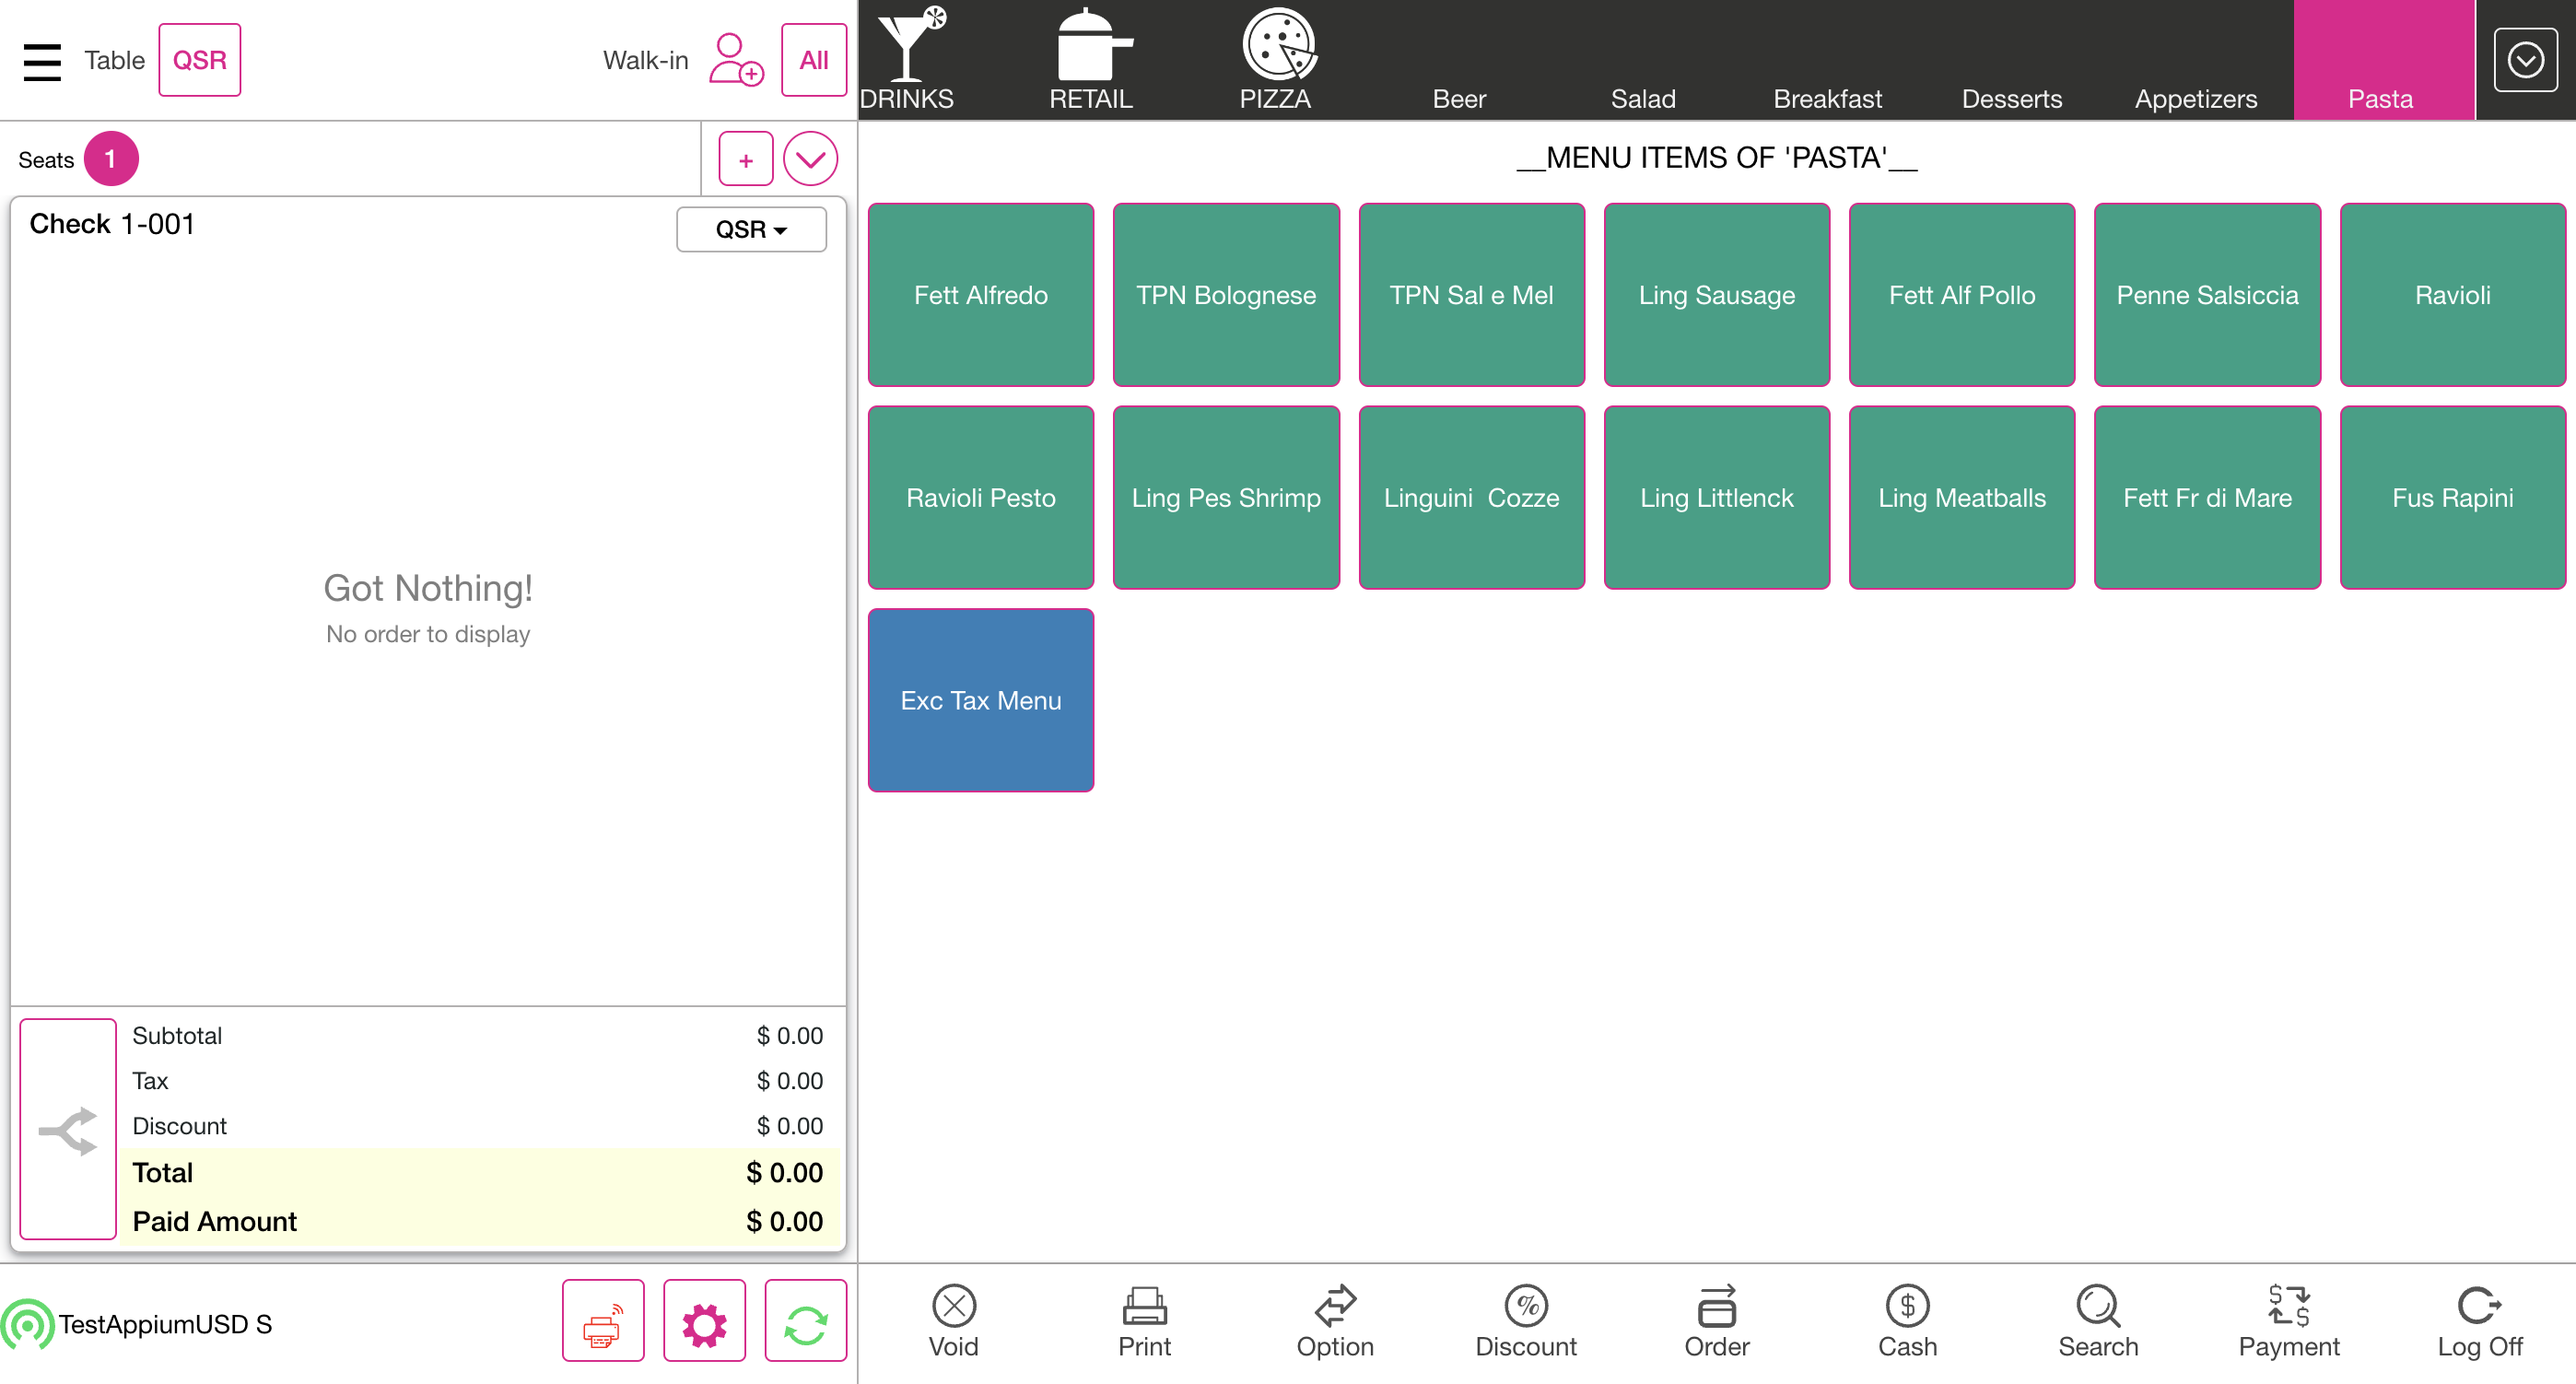 Table QSR Walk-in All
DRINKS RETAIL PIZZA Beer Salad Breakfast Desserts Appetizers Pasta
Seats 1 +
Check 1-001 QSR
Got Nothing!
No order to display
Subtotal $ 0.00
Tax $ 0.00
Discount $ 0.00
Total $ 0.00
Paid Amount $ 0.00
TestAppiumUSD S
__MENU ITEMS OF 'PASTA'__
Fett Alfredo TPN Bolognese TPN Sal e Mel Ling Sausage Fett Alf Pollo Penne Salsiccia Ravioli
Ravioli Pesto Ling Pes Shrimp Linguini  Cozze Ling Littlenck Ling Meatballs Fett Fr di Mare Fus Rapini
Exc Tax Menu
Void Print Option Discount Order Cash Search Payment Log Off